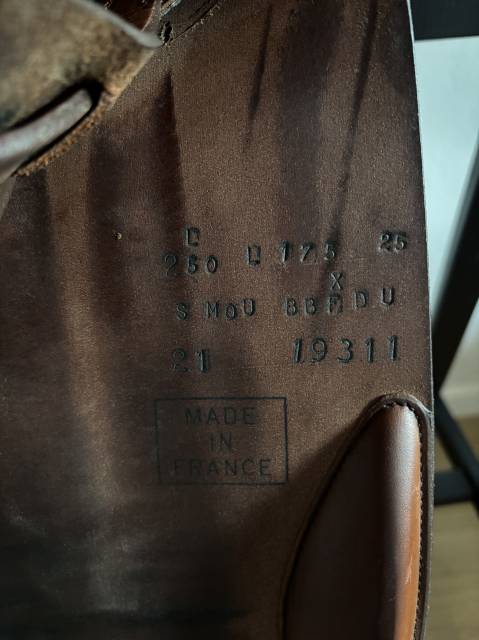 C
250 L 175 25
X
S MOU BBFDU
21 19311
MADE
IN
FRANCE